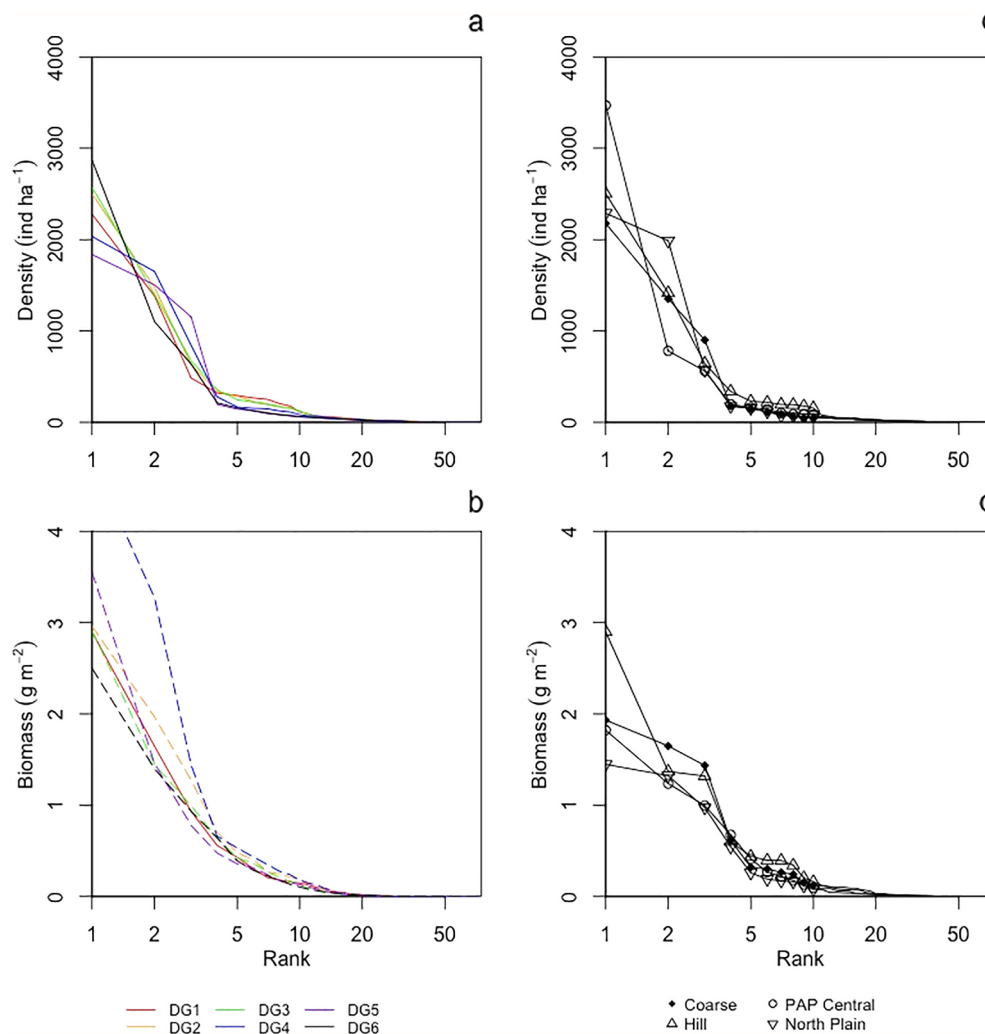 a
Density (ind ha⁻¹)
4000
3000
2000
1000
0
1 2 5 10 20 50
4000
3000
2000
1000
0
Density (ind ha⁻¹)
1 2 5 10 20 50
b
Biomass (g m⁻²)
4
3
2
1
0
1 2 5 10 20 50
Rank
Biomass (g m⁻²)
4
3
2
1
0
1 2 5 10 20 50
Rank
DG1 DG3 DG5
DG2 DG4 DG6
Coarse PAP Central
Hill North Plain